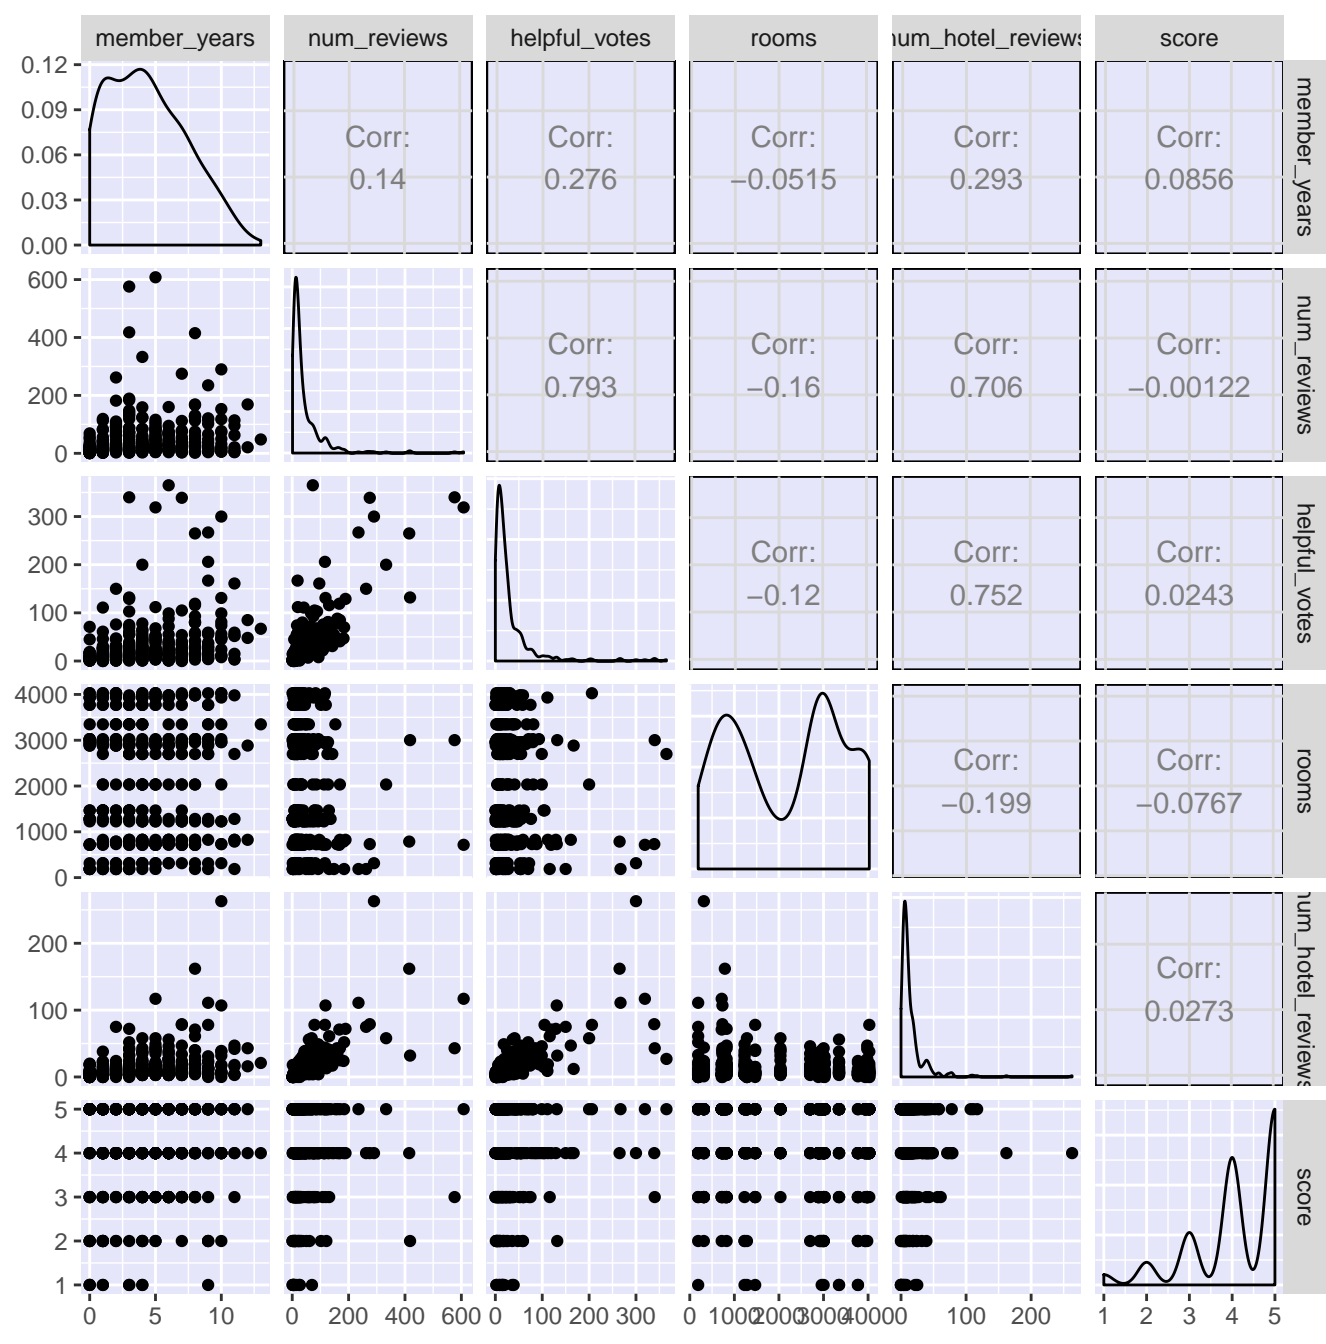 member_years num_reviews helpful_votes rooms num_hotel_reviews score
0.12
0.09
0.06
0.03
0.00
Corr:
0.14
Corr:
0.276
Corr:
−0.0515
Corr:
0.293
Corr:
0.0856
member_years
600
400
200
0
Corr:
0.793
Corr:
−0.16
Corr:
0.706
Corr:
−0.00122
num_reviews
300
200
100
0
Corr:
−0.12
Corr:
0.752
Corr:
0.0243
helpful_votes
4000
3000
2000
1000
0
Corr:
−0.199
Corr:
−0.0767
rooms
200
100
0
Corr:
0.0273
num_hotel_reviews
5
4
3
2
1
score
0 5 10 0 200 400 600 0 100 200 300 0 1000 2000 3000 4000 0 100 200 1 2 3 4 5